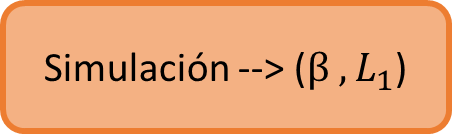 Simulación --> (β , L₁)